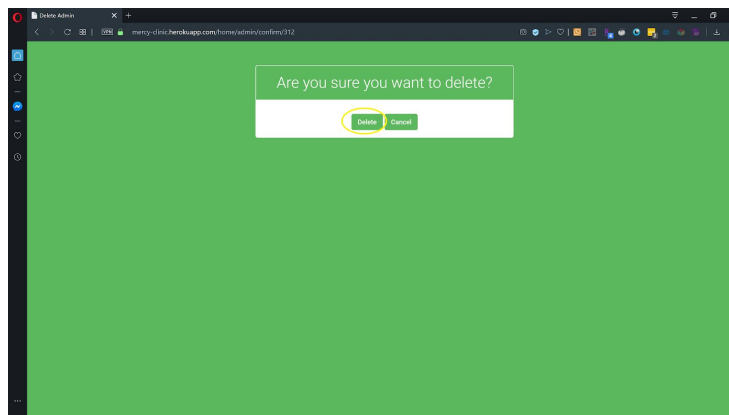 Delete Admin
VPN
mercy-clinic.herokuapp.com/home/admin/confirm/312
Are you sure you want to delete?
Delete Cancel